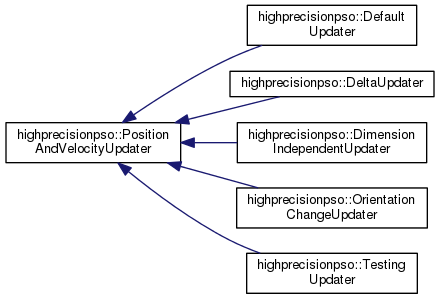 highprecisionpso::Default
Updater
highprecisionpso::DeltaUpdater
highprecisionpso::Position
AndVelocityUpdater
highprecisionpso::Dimension
IndependentUpdater
highprecisionpso::Orientation
ChangeUpdater
highprecisionpso::Testing
Updater